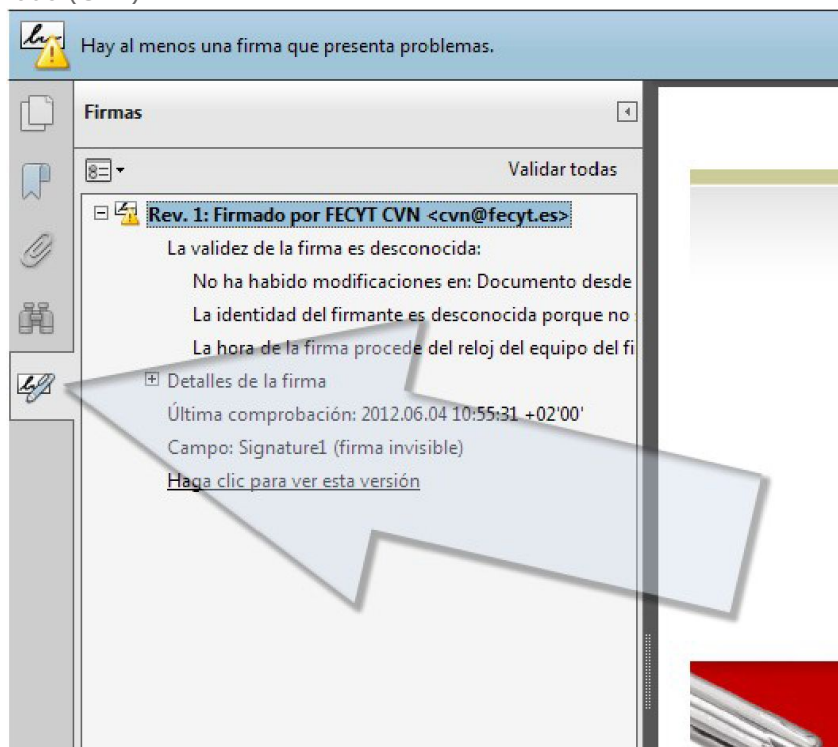 Hay al menos una firma que presenta problemas.
Firmas
Validar todas
Rev. 1: Firmado por FECYT CVN <cvn@fecyt.es>
La validez de la firma es desconocida:
No ha habido modificaciones en: Documento desde
La identidad del firmante es desconocida porque no
La hora de la firma procede del reloj del equipo del fi
Detalles de la firma
Última comprobación: 2012.06.04 10:55:31 +02'00'
Campo: Signature1 (firma invisible)
Haga clic para ver esta versión